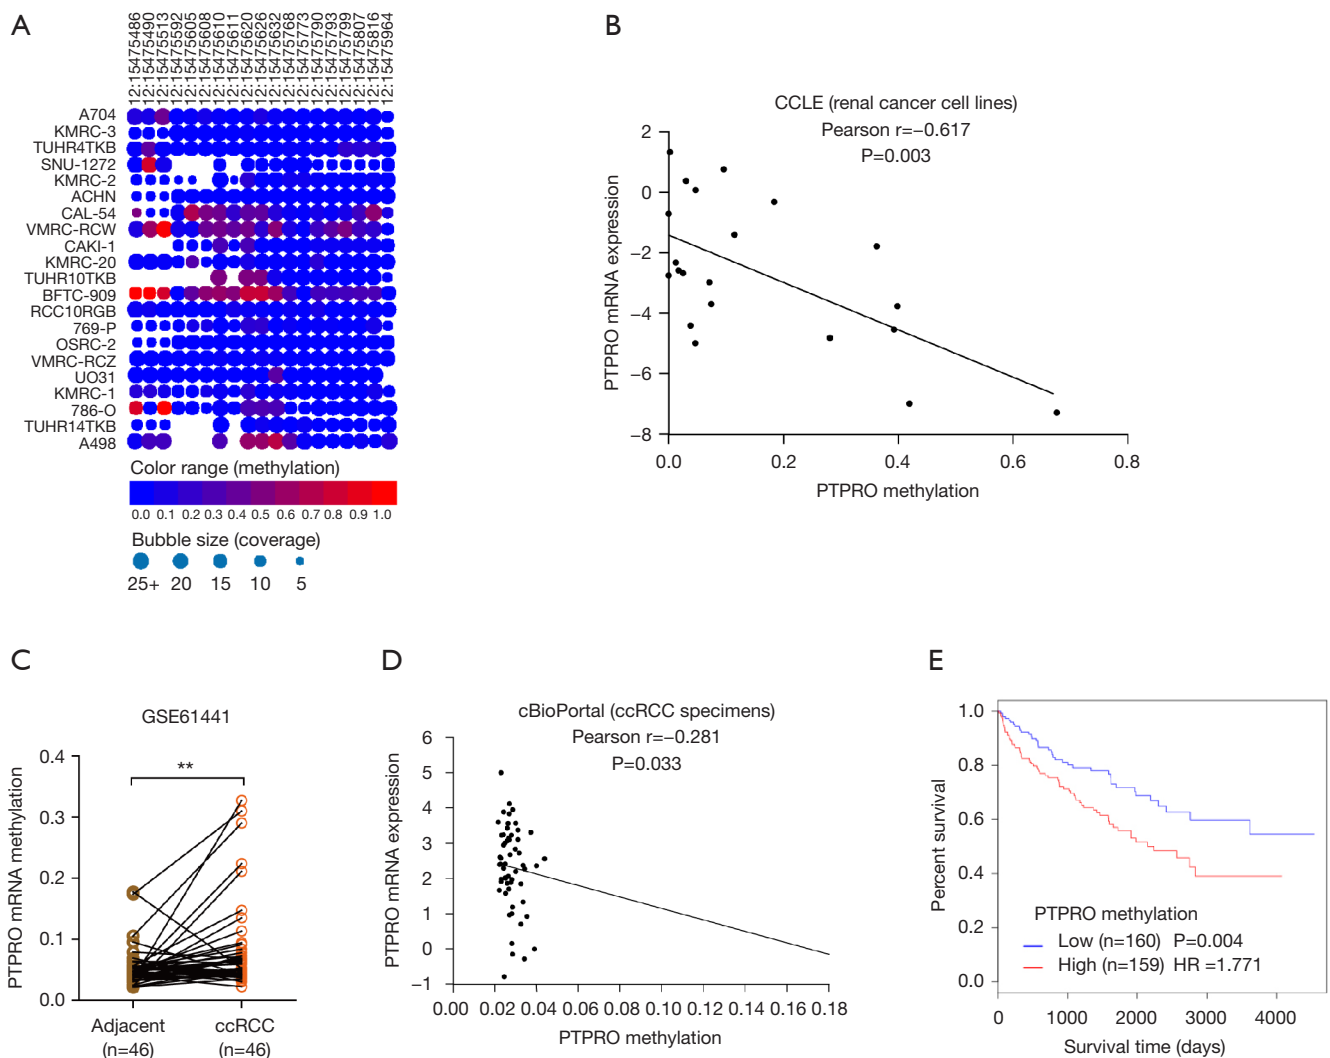 A
12:15475486
12:15475490
12:15475513
12:15475592
12:15475605
12:15475608
12:15475610
12:15475611
12:15475620
12:15475626
12:15475632
12:15475768
12:15475773
12:15475790
12:15475793
12:15475799
12:15475807
12:15475816
12:15475964
A704
KMRC-3
TUHR4TKB
SNU-1272
KMRC-2
ACHN
CAL-54
VMRC-RCW
CAKI-1
KMRC-20
TUHR10TKB
BFTC-909
RCC10RGB
769-P
OSRC-2
VMRC-RCZ
UO31
KMRC-1
786-O
TUHR14TKB
A498
Color range (methylation)
0.0 0.1 0.2 0.3 0.4 0.5 0.6 0.7 0.8 0.9 1.0
Bubble size (coverage)
25+ 20 15 10 5
B
CCLE (renal cancer cell lines)
Pearson r=−0.617
P=0.003
PTPRO mRNA expression
2
0
−2
−4
−6
−8
0.0 0.2 0.4 0.6 0.8
PTPRO methylation
C
GSE61441
**
PTPRO mRNA methylation
0.4
0.3
0.2
0.1
0.0
Adjacent ccRCC
(n=46) (n=46)
D
cBioPortal (ccRCC specimens)
Pearson r=−0.281
P=0.033
PTPRO mRNA expression
6
5
4
3
2
1
0
−1
0.00 0.02 0.04 0.06 0.08 0.10 0.12 0.14 0.16 0.18
PTPRO methylation
E
Percent survival
1.0
0.8
0.6
0.4
0.2
0.0
PTPRO methylation
Low (n=160) P=0.004
High (n=159) HR =1.771
0 1000 2000 3000 4000
Survival time (days)